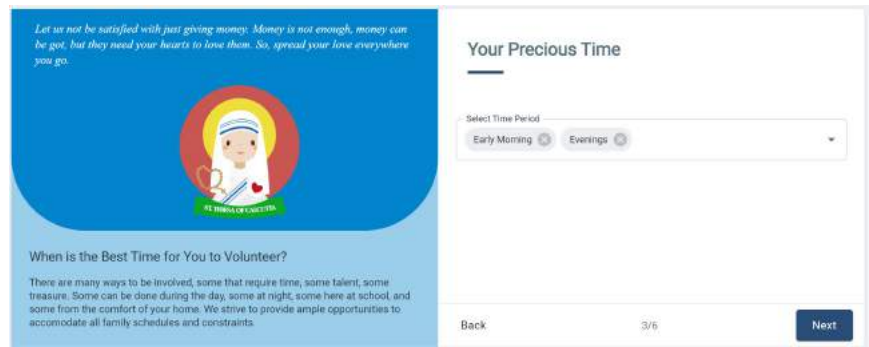 Let us not be satisfied with just giving money. Money is not enough, money can
be got, but they need your hearts to love them. So, spread your love everywhere
you go.
ST TERESA OF CALCUTTA
When is the Best Time for You to Volunteer?
There are many ways to be involved, some that require time, some talent, some
treasure. Some can be done during the day, some at night, some here at school, and
some from the comfort of your home. We strive to provide ample opportunities to
accomodate all family schedules and constraints.
Your Precious Time
Select Time Period
Early Morning
Evenings
Back
3/6
Next